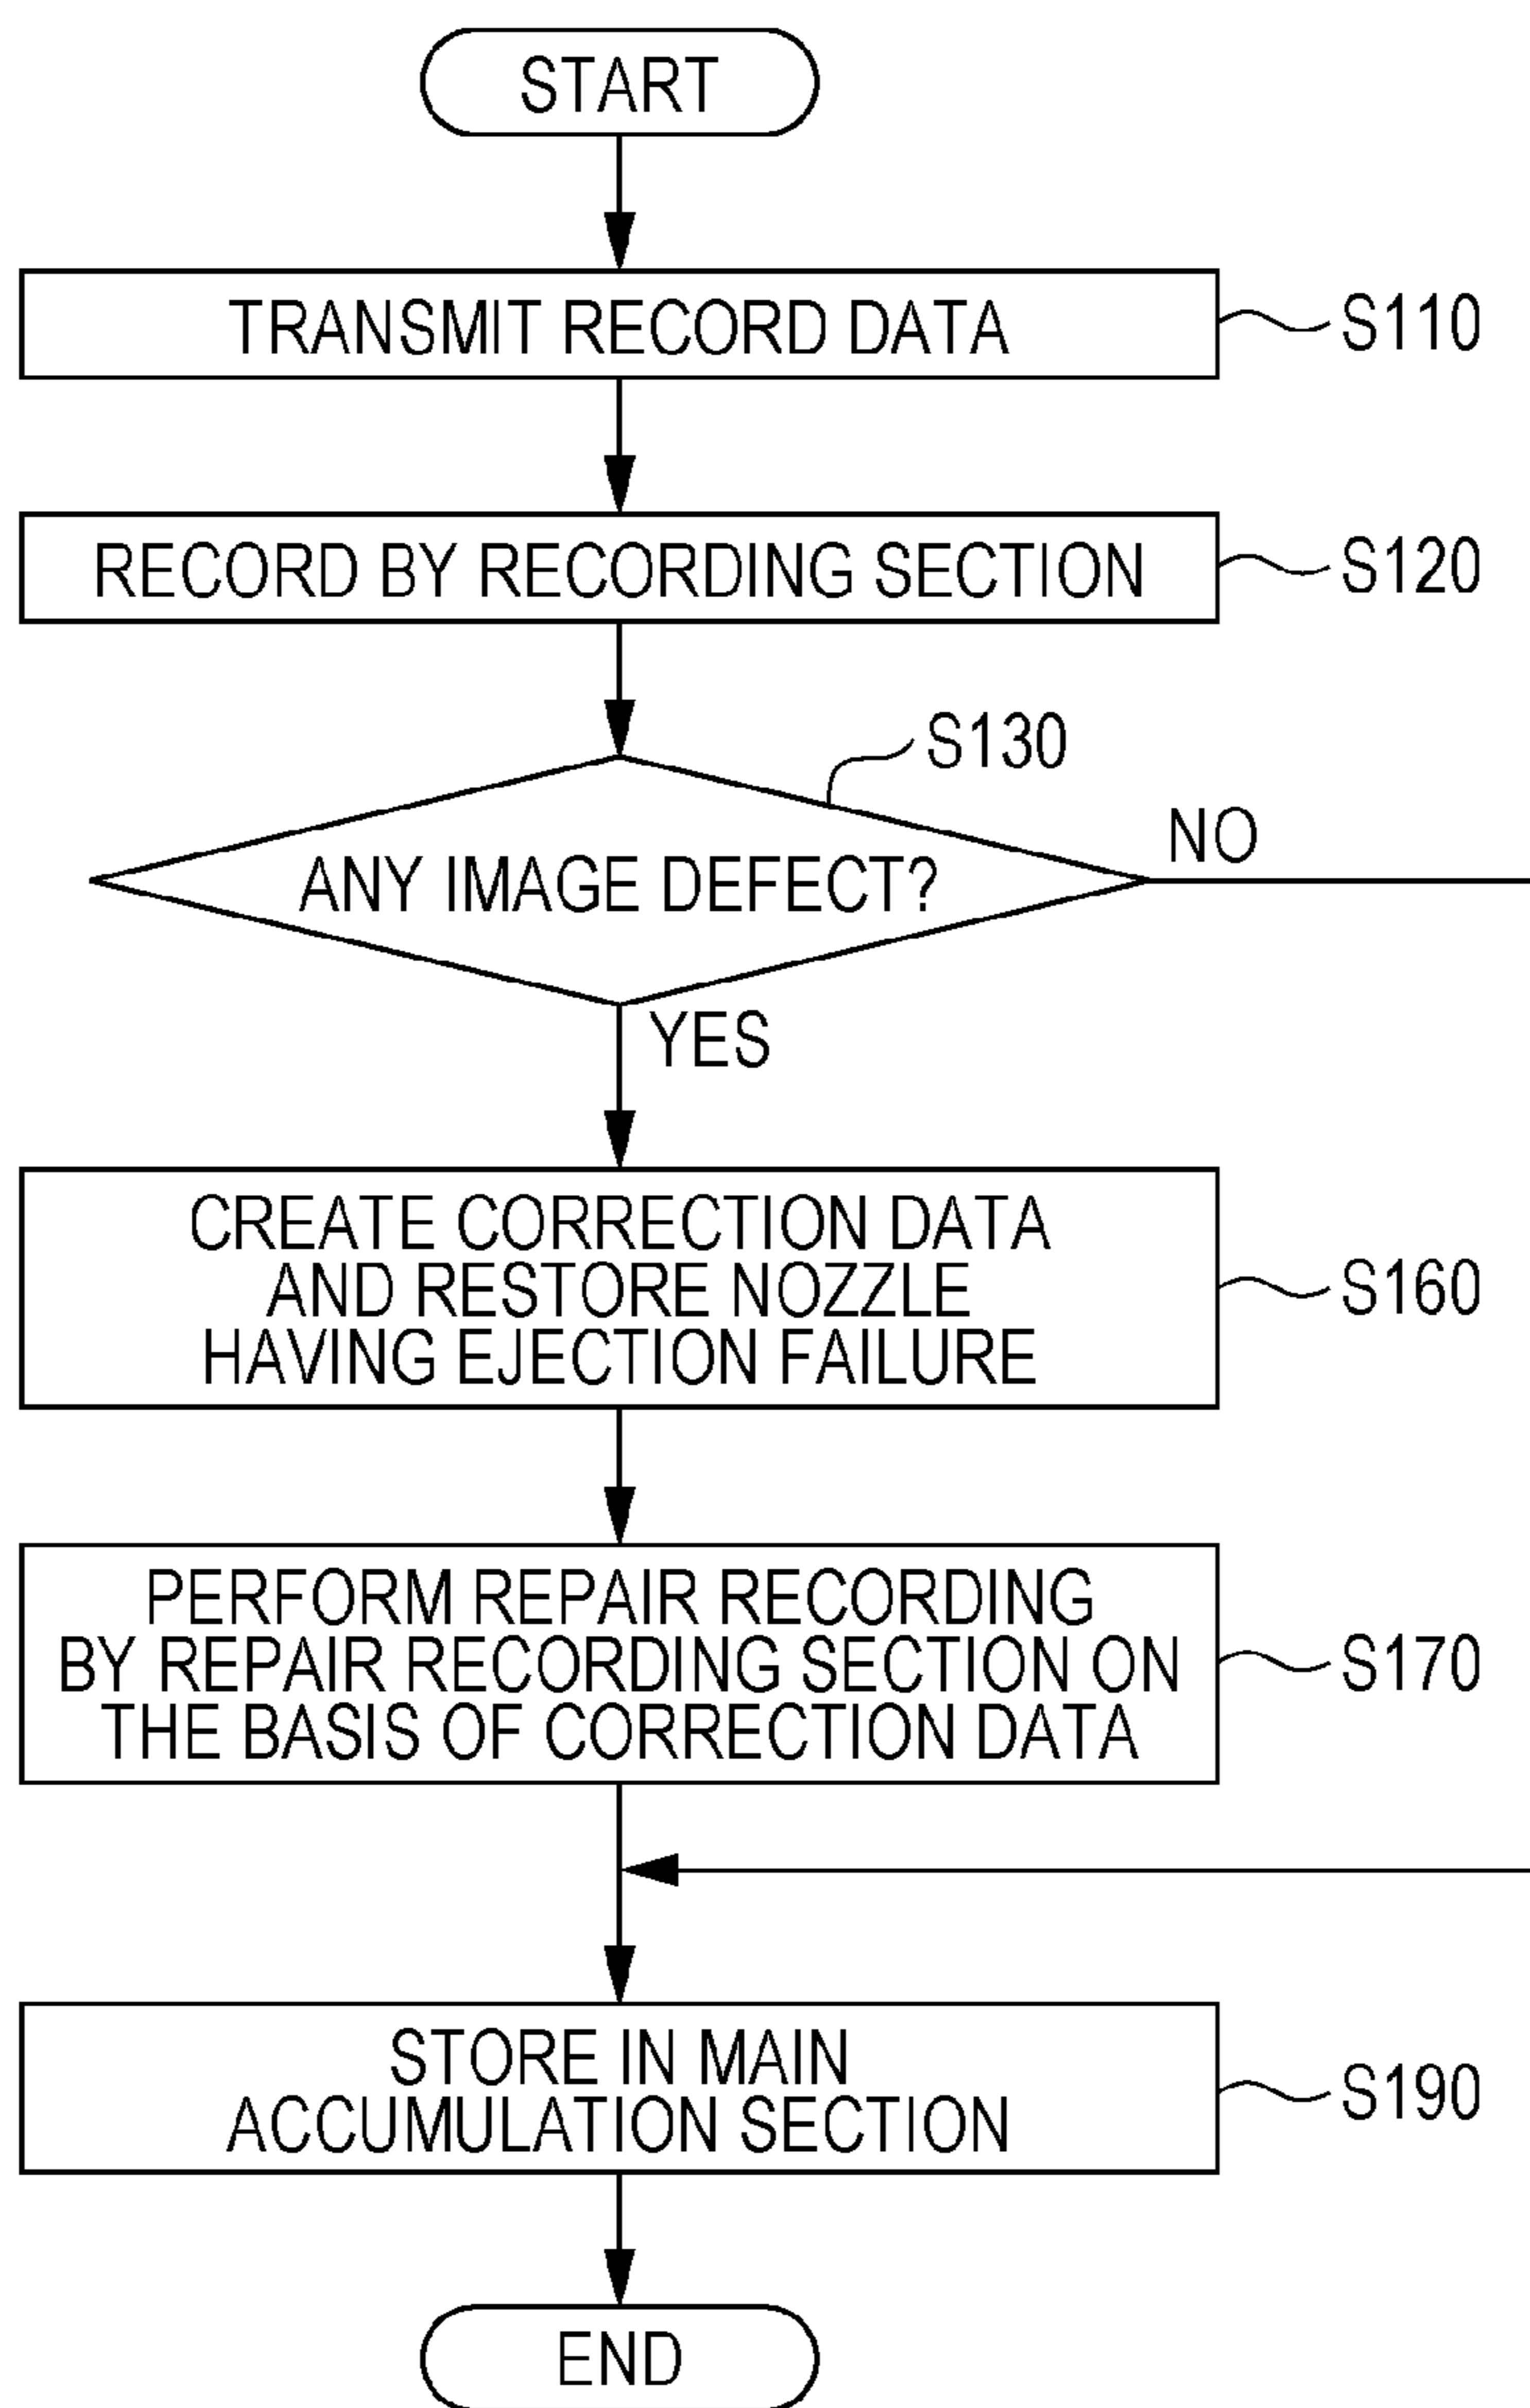 START
TRANSMIT RECORD DATA
S110
RECORD BY RECORDING SECTION
S120
S130
NO
ANY IMAGE DEFECT?
YES
CREATE CORRECTION DATA
AND RESTORE NOZZLE
HAVING EJECTION FAILURE
S160
PERFORM REPAIR RECORDING
BY REPAIR RECORDING SECTION ON
THE BASIS OF CORRECTION DATA
S170
STORE IN MAIN
ACCUMULATION SECTION
S190
END